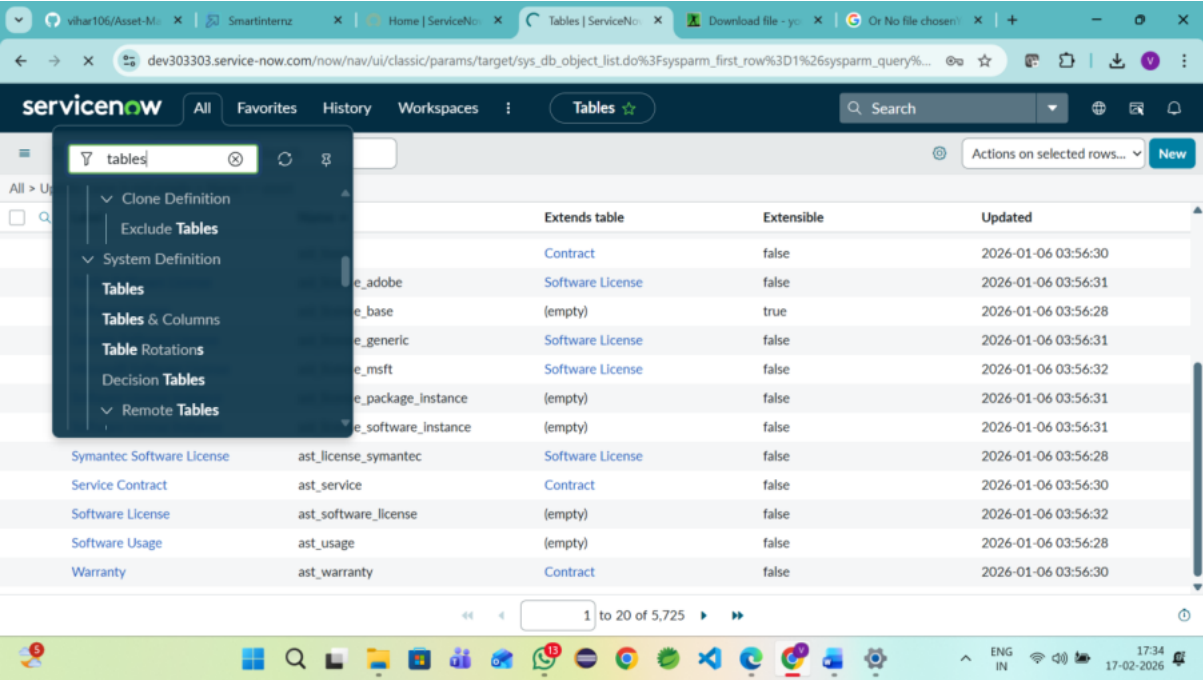 vihar106/Asset-Ma
Smartinternz
Home | ServiceNo
Tables | ServiceNo
Download file - yo
Or No file chosen'
dev303303.service-now.com/now/nav/ui/classic/params/target/sys_db_object_list.do%3Fsysparm_first_row%3D1%26sysparm_query%...
V
servicenow
All
Favorites
History
Workspaces
Tables
Search
tables
Actions on selected rows...
New
All > Up
Clone Definition
Exclude Tables
System Definition
Tables
Tables & Columns
Table Rotations
Decision Tables
Remote Tables
Extends table Extensible Updated
Contract false 2026-01-06 03:56:30
e_adobe Software License false 2026-01-06 03:56:31
e_base (empty) true 2026-01-06 03:56:28
e_generic Software License false 2026-01-06 03:56:31
e_msft Software License false 2026-01-06 03:56:32
e_package_instance (empty) false 2026-01-06 03:56:31
e_software_instance (empty) false 2026-01-06 03:56:31
Symantec Software License ast_license_symantec Software License false 2026-01-06 03:56:28
Service Contract ast_service Contract false 2026-01-06 03:56:30
Software License ast_software_license (empty) false 2026-01-06 03:56:32
Software Usage ast_usage (empty) false 2026-01-06 03:56:28
Warranty ast_warranty Contract false 2026-01-06 03:56:30
1 to 20 of 5,725
5
13
V
ENG
IN
17:34
17-02-2026